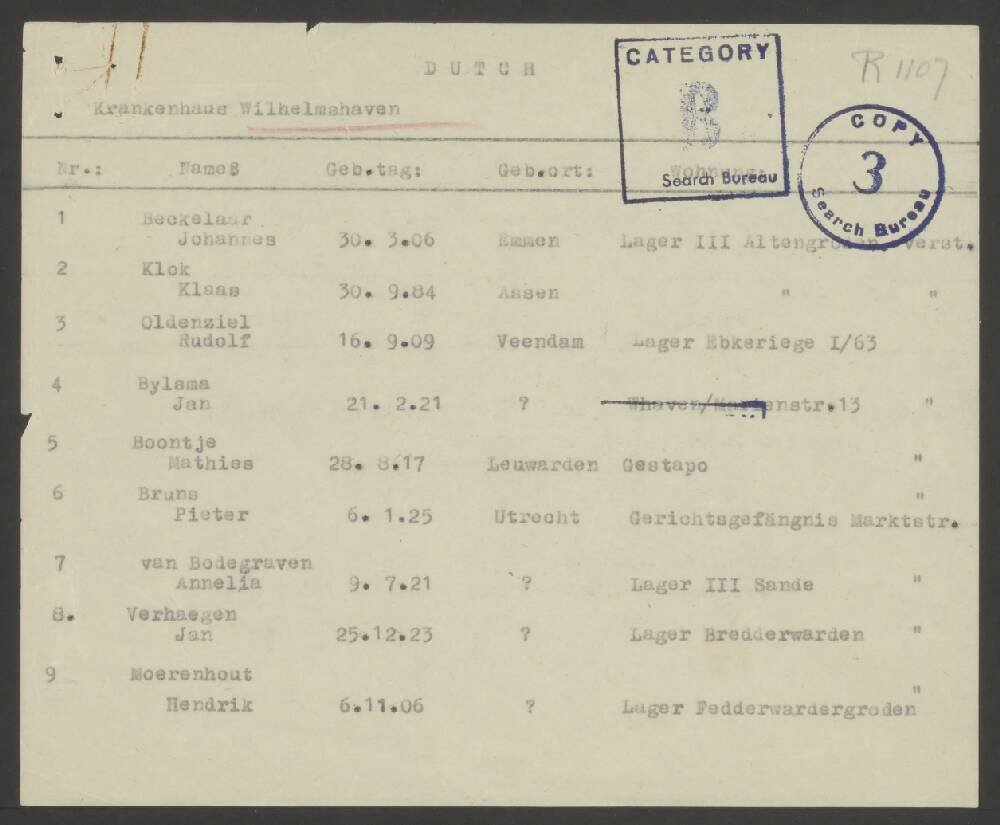 DUTCH
R 1107
CATEGORY
B
Search Bureau
COPY
3
Search Bureau
Krankenhaus Wilhelmshaven
Nr.: Name: Geb.tag: Geb.ort: Wohnung:
1 Beckelaar
Johannes 30. 3.06 Emmen Lager III Altengroden, verst.
2 Klok
Klaas 30. 9.84 Assen " "
3 Oldenziel
Rudolf 16. 9.09 Veendam Lager Ebkeriege I/63
4 Bylsma
Jan 21. 2.21 ? Whaven/Martenstr.13 "
5 Boontje
Mathies 28. 8.17 Leuwarden Gestapo "
6 Bruns "
Pieter 6. 1.25 Utrecht Gerichtsgefängnis Marktstr.
7 van Bodegraven
Annelia 9. 7.21 ? Lager III Sande "
8. Verhaegen
Jan 25.12.23 ? Lager Bredderwarden "
9 Moerenhout
Hendrik 6.11.06 ? Lager Fedderwardergroden "